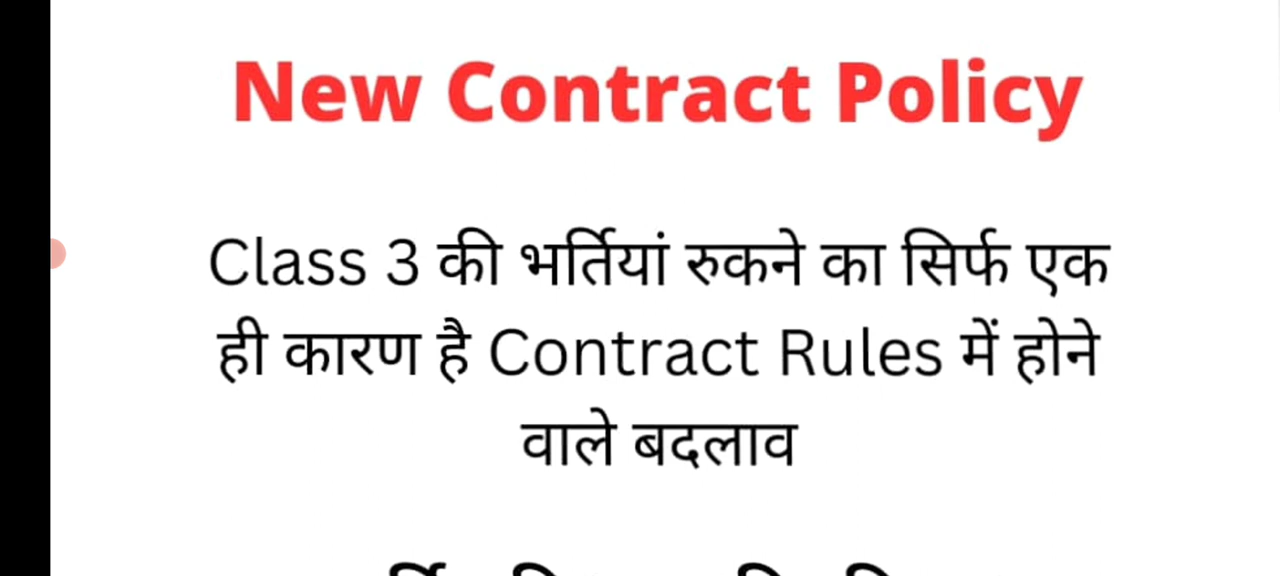 New Contract Policy
Class 3 की भर्तियां रुकने का सिर्फ एक
ही कारण है Contract Rules में होने
वाले बदलाव